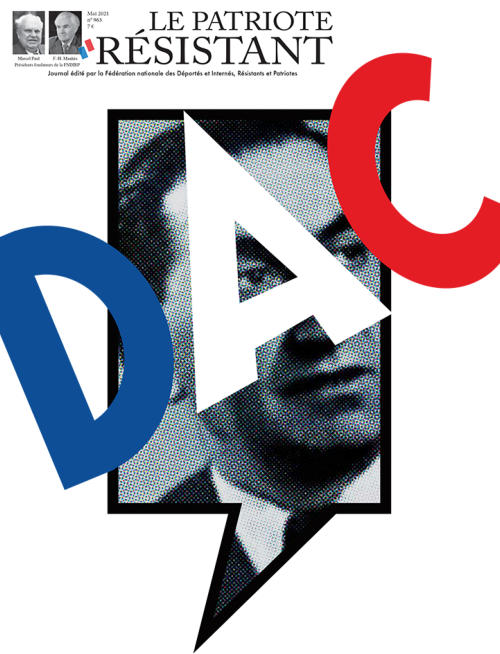 Marcel Paul
F.-H. Manhès
Présidents fondateurs de la FNDIRP
Mai 2021
n° 963
7 €
LE PATRIOTE
RÉSISTANT
Journal édité par la Fédération nationale des Déportés et Internés, Résistants et Patriotes
DAC